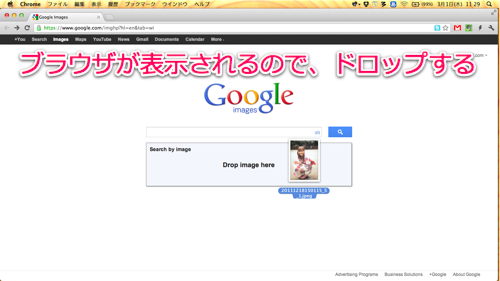 Chrome ファイル 編集 表示 履歴 ブックマーク ウインドウ ヘルプ
3月1日(木) 11:29
Google Images
https://www.google.com/imghp?hl=en&tab=wi
+You Search Images Maps YouTube News Gmail Documents Calendar More
ブラウザが表示されるので、ドロップする
Google
images
Search by image
Drop image here
Advertising Programs Business Solutions +Google About Google